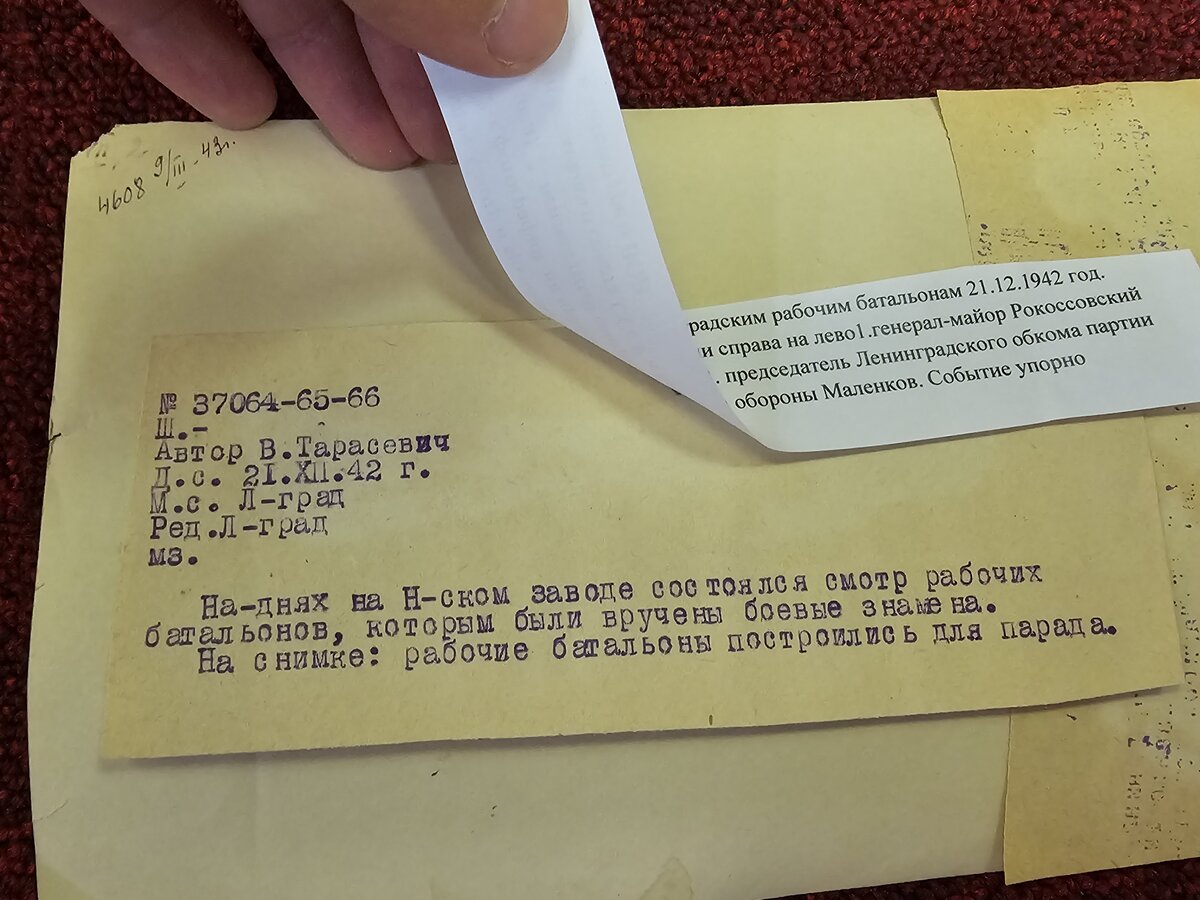 4608 9/III-43г.
радским рабочим батальонам 21.12.1942 год.
и справа на лево1.генерал-майор Рокоссовский
. председатель Ленинградского обкома партии
обороны Маленков. Событие упорно
№ 37064-65-66
Ш.-
Автор В.Тарасевич
Д.с. 21.XII.42 г.
М.с. Л-град
Ред.Л-град
мз.
На-днях на Н-ском заводе состоялся смотр рабочих
батальонов, которым были вручены боевые знамена.
На снимке: рабочие батальоны построились для парада.